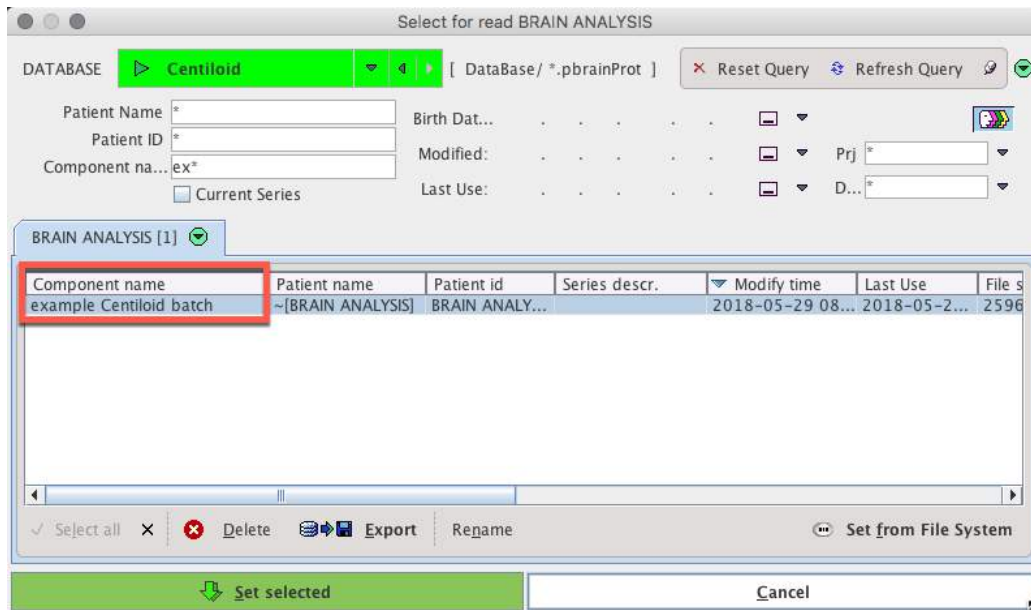 Select for read BRAIN ANALYSIS
DATABASE Centiloid [ DataBase/ *.pbrainProt ] Reset Query Refresh Query
Patient Name * Birth Dat... . . . . .
Patient ID *
Modified: . . . . . Prj *
Component na... ex*
Current Series Last Use: . . . . . D... *
BRAIN ANALYSIS [1]
Component name Patient name Patient id Series descr. Modify time Last Use File s
example Centiloid batch ~[BRAIN ANALYSIS] BRAIN ANALY... 2018-05-29 08... 2018-05-2... 2596
Select all Delete Export Rename Set from File System
Set selected Cancel